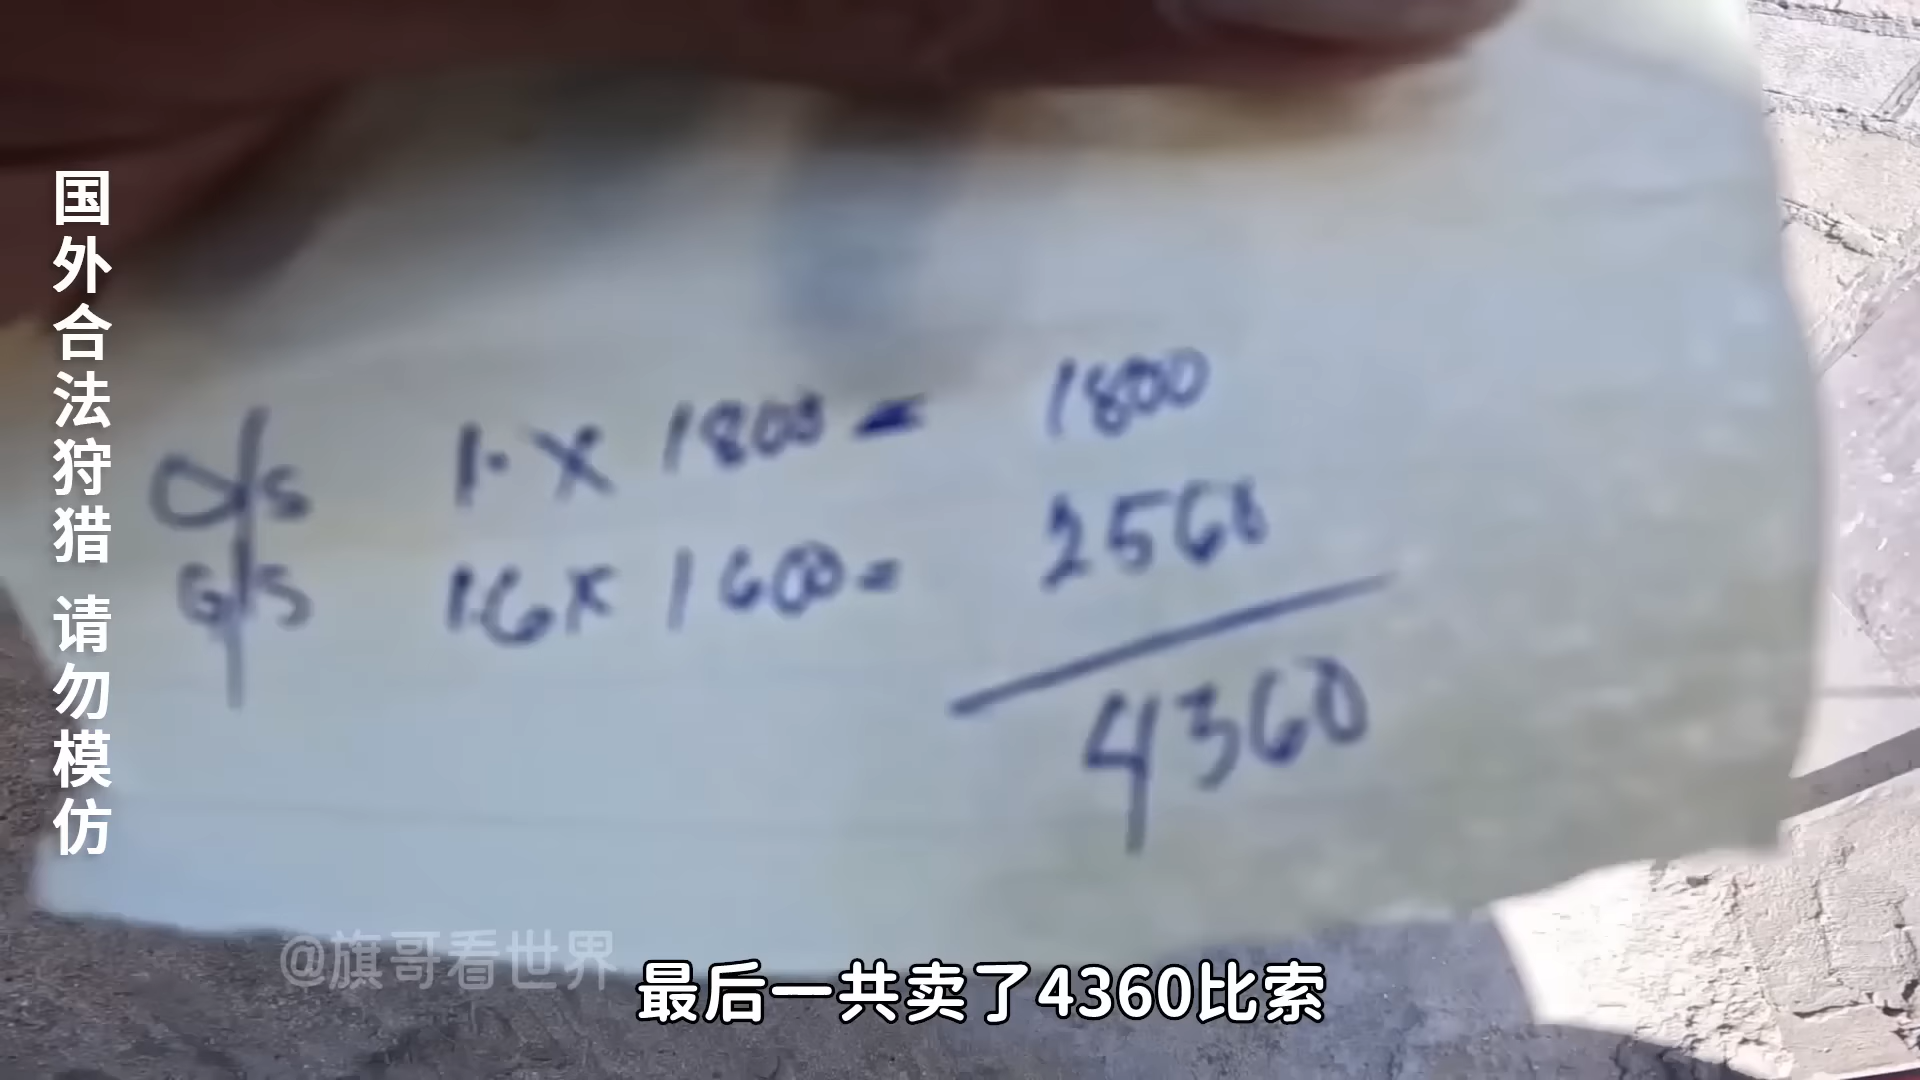 国外合法狩猎 请勿模仿
O/S 1. X 1800 = 1800
G/S 1.6 X 1600 = 2560
4360
@旗哥看世界
最后一共卖了4360比索